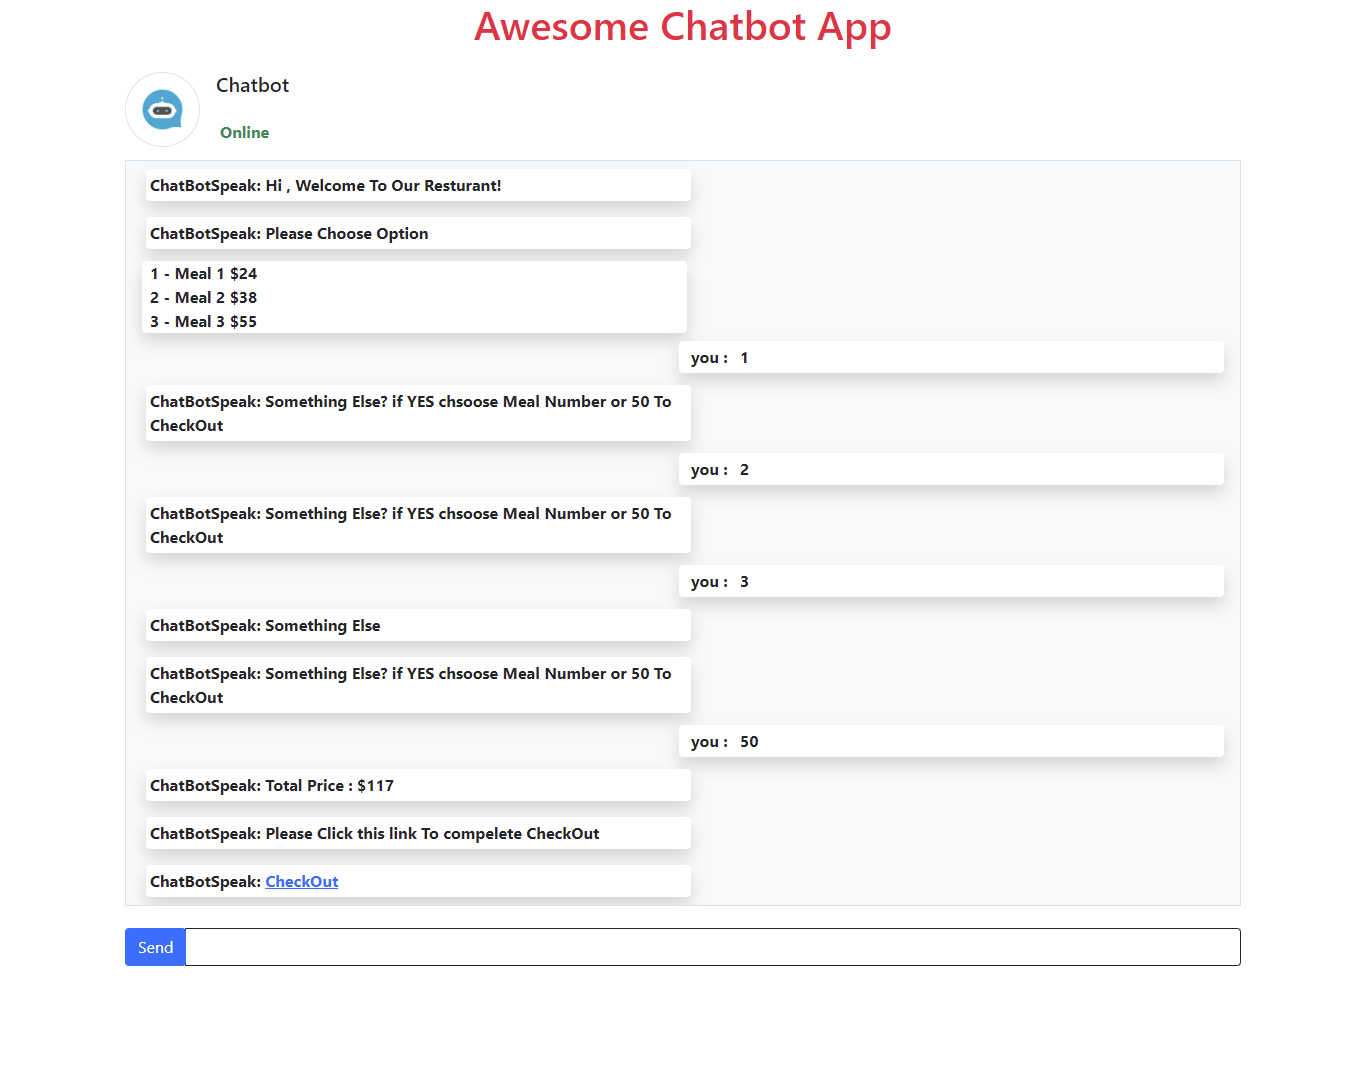 Awesome Chatbot App
Chatbot
Online
ChatBotSpeak: Hi , Welcome To Our Resturant!
ChatBotSpeak: Please Choose Option
1 - Meal 1 $24
2 - Meal 2 $38
3 - Meal 3 $55
you : 1
ChatBotSpeak: Something Else? if YES chsoose Meal Number or 50 To
CheckOut
you : 2
ChatBotSpeak: Something Else? if YES chsoose Meal Number or 50 To
CheckOut
you : 3
ChatBotSpeak: Something Else
ChatBotSpeak: Something Else? if YES chsoose Meal Number or 50 To
CheckOut
you : 50
ChatBotSpeak: Total Price : $117
ChatBotSpeak: Please Click this link To compelete CheckOut
ChatBotSpeak: CheckOut
Send